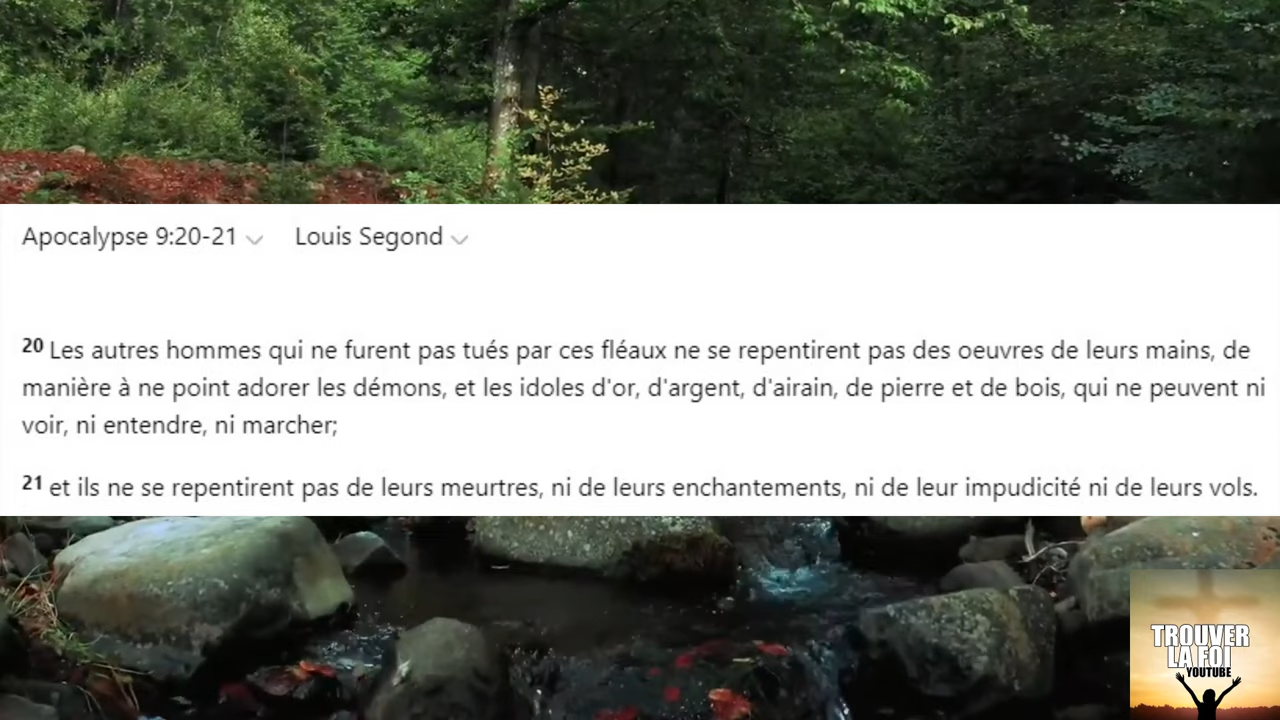 Apocalypse 9:20-21 Louis Segond
20 Les autres hommes qui ne furent pas tués par ces fléaux ne se repentirent pas des oeuvres de leurs mains, de
manière à ne point adorer les démons, et les idoles d'or, d'argent, d'airain, de pierre et de bois, qui ne peuvent ni
voir, ni entendre, ni marcher;
21 et ils ne se repentirent pas de leurs meurtres, ni de leurs enchantements, ni de leur impudicité ni de leurs vols.
TROUVER
LA FOI
YOUTUBE